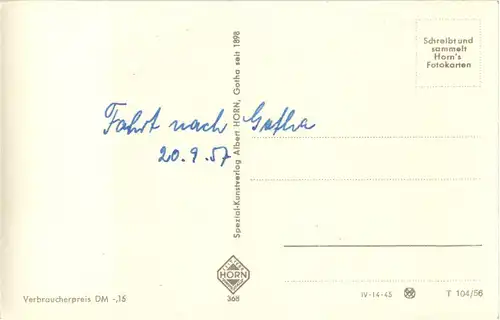 Schreibt und
sammelt
Horn's
Fotokarten
Fahrt nach Gotha
20.9.57
Spezial-Kunstverlag Albert HORN, Gotha seit 1898
HORN
368
Verbraucherpreis DM -,15
IV-14-45
T 104/56